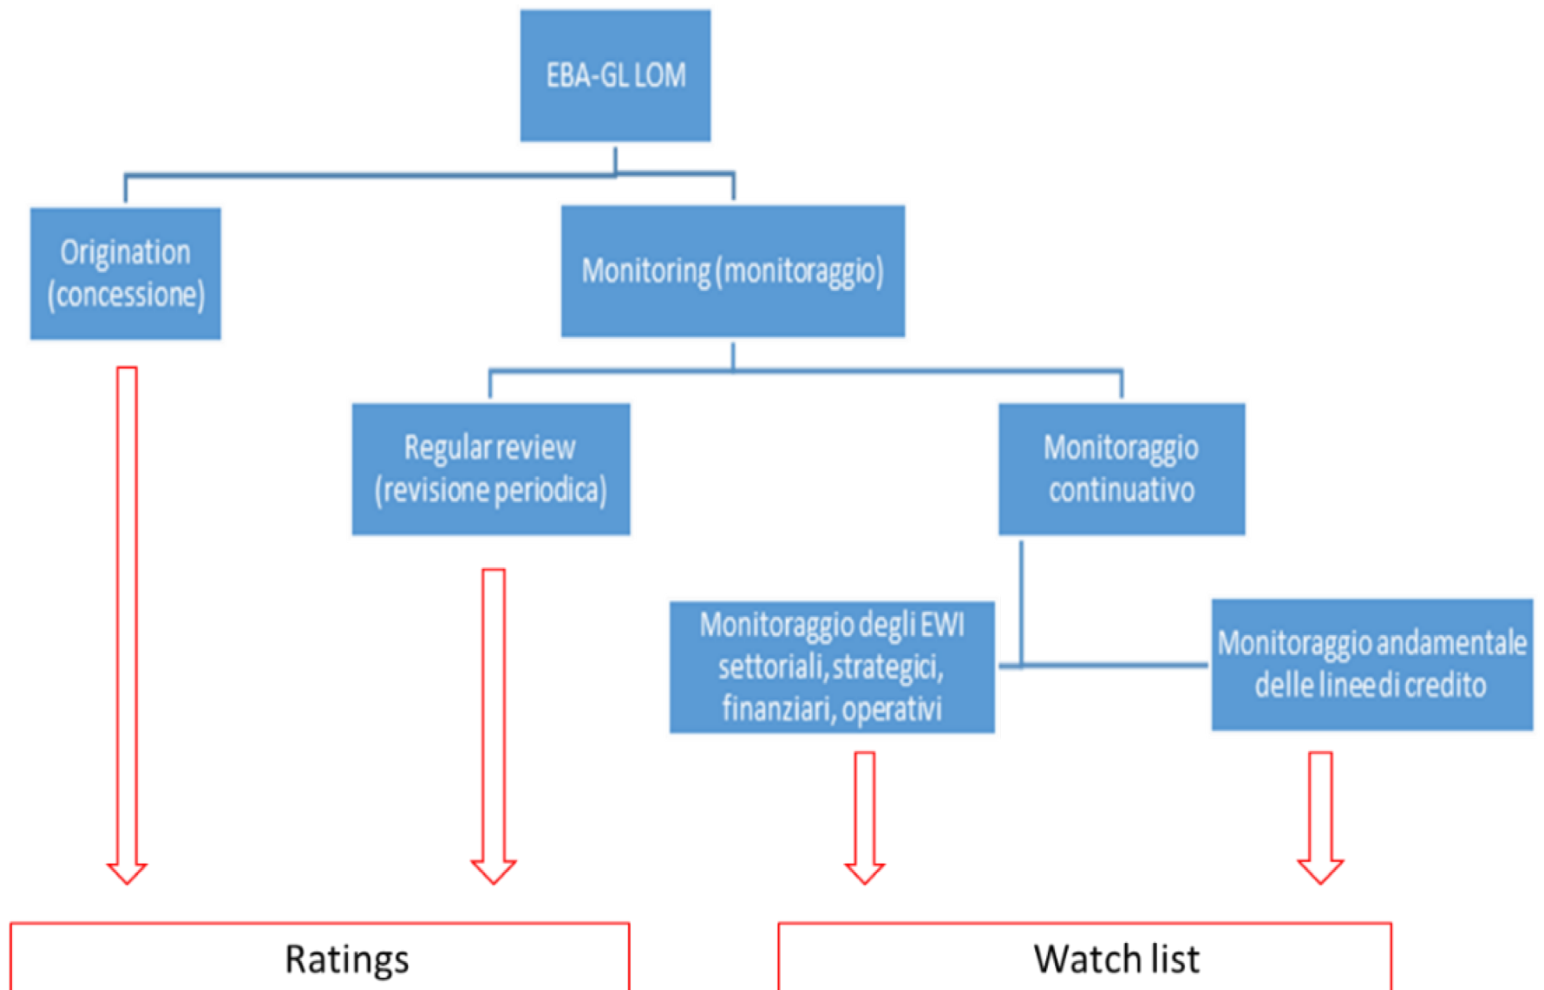 EBA-GL LOM
Origination
(concessione)
Monitoring (monitoraggio)
Regular review
(revisione periodica)
Monitoraggio
continuativo
Monitoraggio degli EWI
settoriali, strategici,
finanziari, operativi
Monitoraggio andamentale
delle linee di credito
Ratings
Watch list